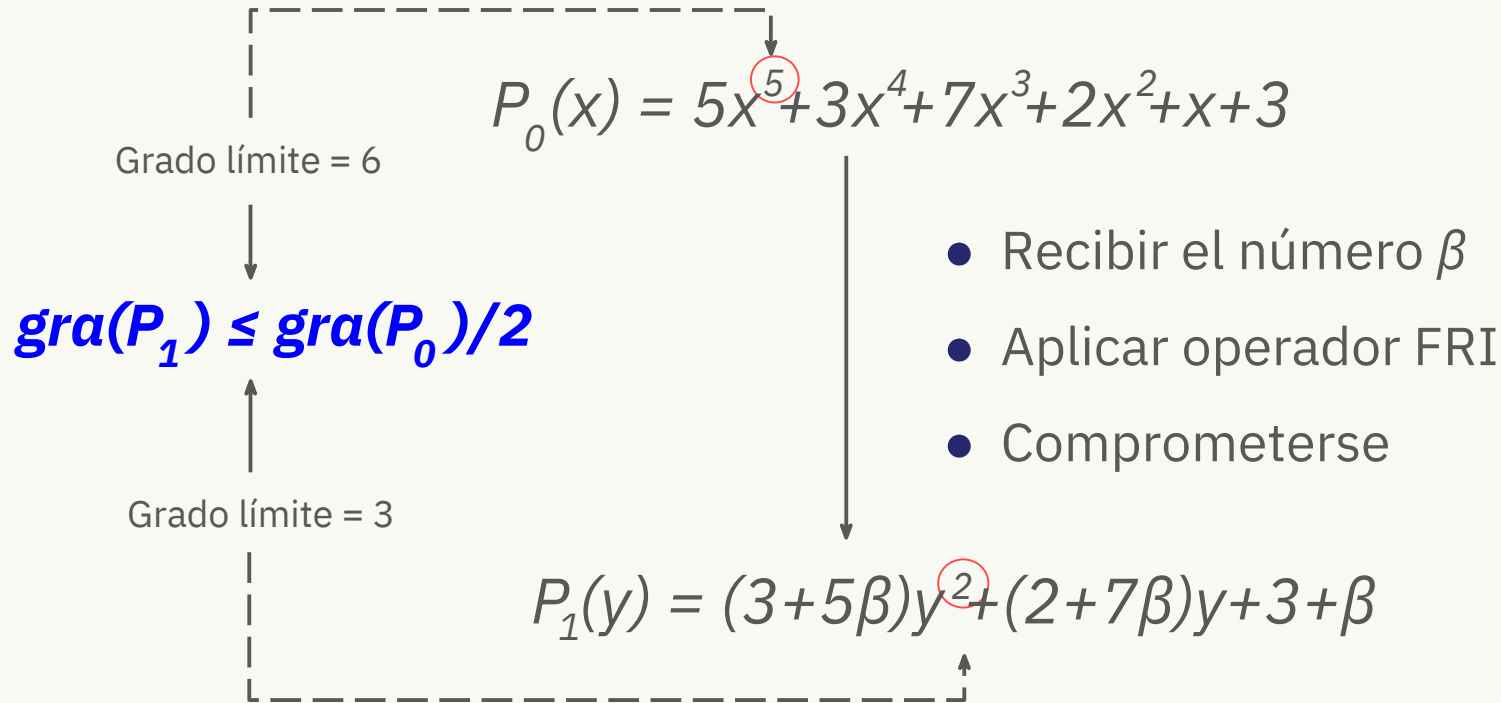 P₀(x) = 5x⁵+3x⁴+7x³+2x²+x+3
Grado límite = 6
● Recibir el número β
gra(P₁) ≤ gra(P₀)/2
● Aplicar operador FRI
● Comprometerse
Grado límite = 3
P₁(y) = (3+5β)y²+(2+7β)y+3+β